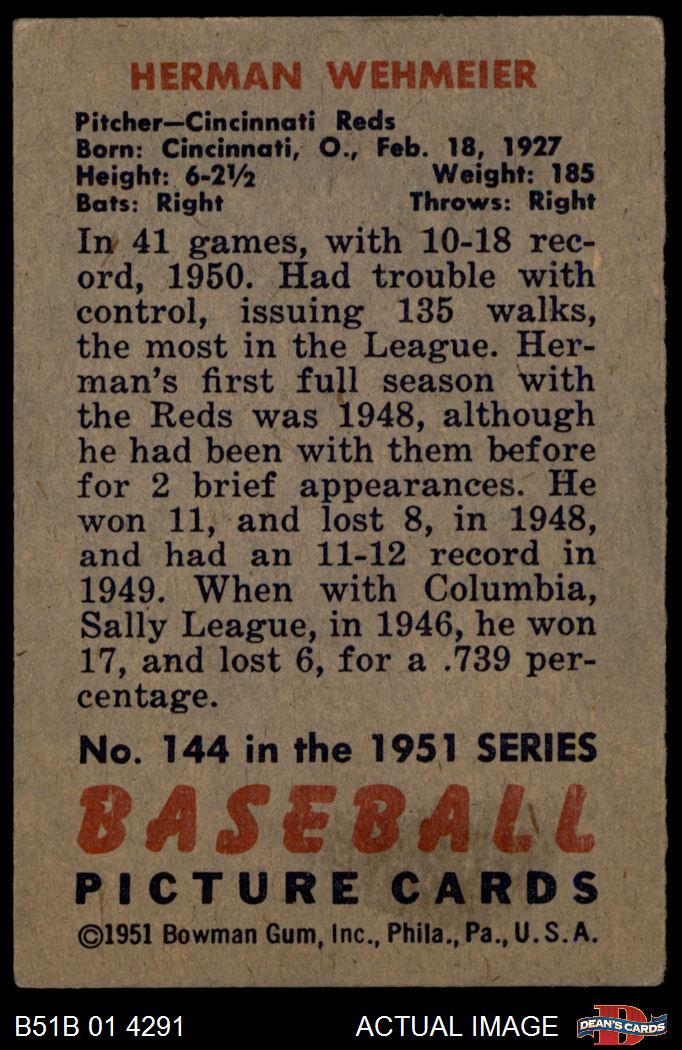 HERMAN WEHMEIER
Pitcher—Cincinnati Reds
Born: Cincinnati, O., Feb. 18, 1927
Height: 6-2½ Weight: 185
Bats: Right Throws: Right
In 41 games, with 10-18 rec-
ord, 1950. Had trouble with
control, issuing 135 walks,
the most in the League. Her-
man's first full season with
the Reds was 1948, although
he had been with them before
for 2 brief appearances. He
won 11, and lost 8, in 1948,
and had an 11-12 record in
1949. When with Columbia,
Sally League, in 1946, he won
17, and lost 6, for a .739 per-
centage.
No. 144 in the 1951 SERIES
BASEBALL
PICTURE CARDS
©1951 Bowman Gum, Inc., Phila., Pa., U.S.A.
B51B 01 4291 ACTUAL IMAGE D DEAN'S CARDS